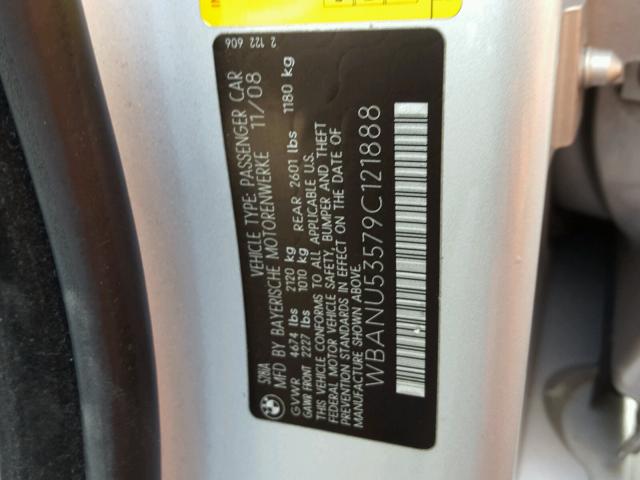 528iA VEHICLE TYPE: PASSENGER CAR
MFD BY BAYERISCHE MOTORENWERKE 11/08
GVWR 4674 lbs 2120 kg
GAWR FRONT 2227 lbs 1010 kg REAR 2601 lbs 1180 kg
THIS VEHICLE CONFORMS TO ALL APPLICABLE U.S.
FEDERAL MOTOR VEHICLE SAFETY, BUMPER AND THEFT
PREVENTION STANDARDS IN EFFECT ON THE DATE OF
MANUFACTURE SHOWN ABOVE.
WBANU53579C121888
2 122 606